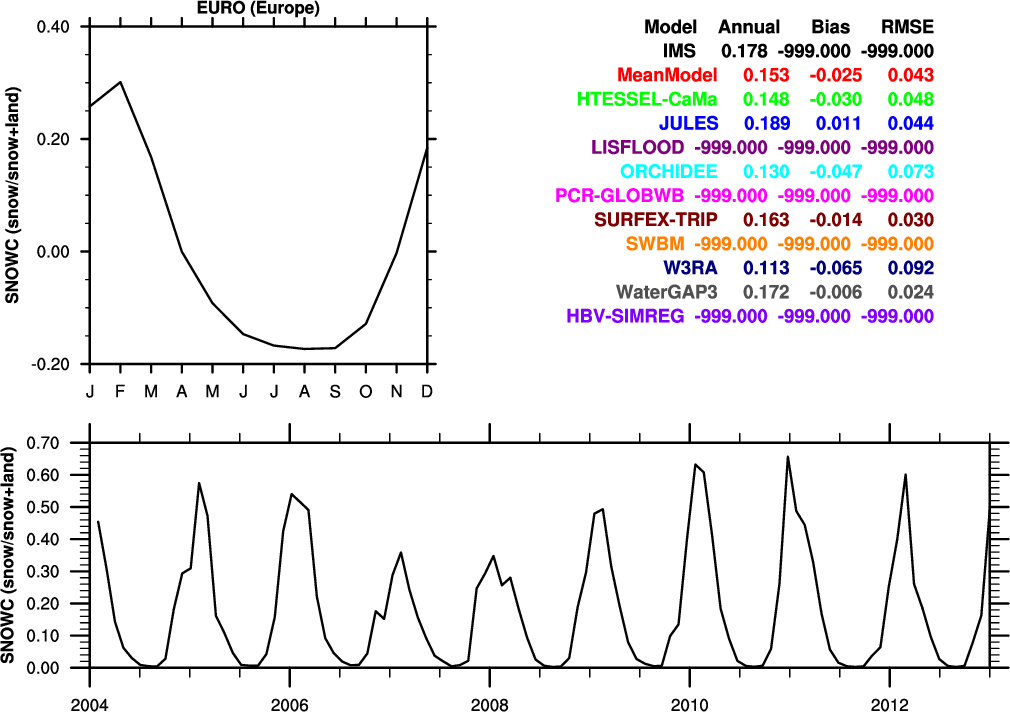 EURO (Europe)
0.40
0.20
0.00
-0.20
SNOWC (snow/snow+land)
J F M A M J J A S O N D
Model Annual Bias RMSE
IMS 0.178 -999.000 -999.000
MeanModel 0.153 -0.025 0.043
HTESSEL-CaMa 0.148 -0.030 0.048
JULES 0.189 0.011 0.044
LISFLOOD -999.000 -999.000 -999.000
ORCHIDEE 0.130 -0.047 0.073
PCR-GLOBWB -999.000 -999.000 -999.000
SURFEX-TRIP 0.163 -0.014 0.030
SWBM -999.000 -999.000 -999.000
W3RA 0.113 -0.065 0.092
WaterGAP3 0.172 -0.006 0.024
HBV-SIMREG -999.000 -999.000 -999.000
SNOWC (snow/snow+land)
0.70
0.60
0.50
0.40
0.30
0.20
0.10
0.00
2004 2006 2008 2010 2012